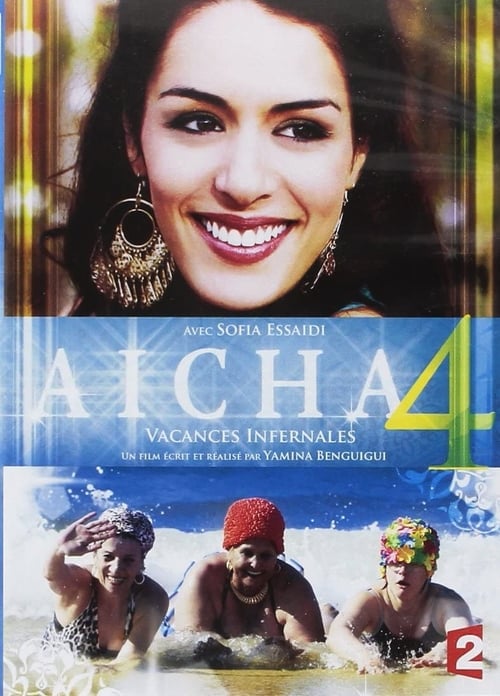 AVEC SOFIA ESSAIDI
AICHA 4
VACANCES INFERNALES
UN FILM ÉCRIT ET RÉALISÉ PAR YAMINA BENGUIGUI
2